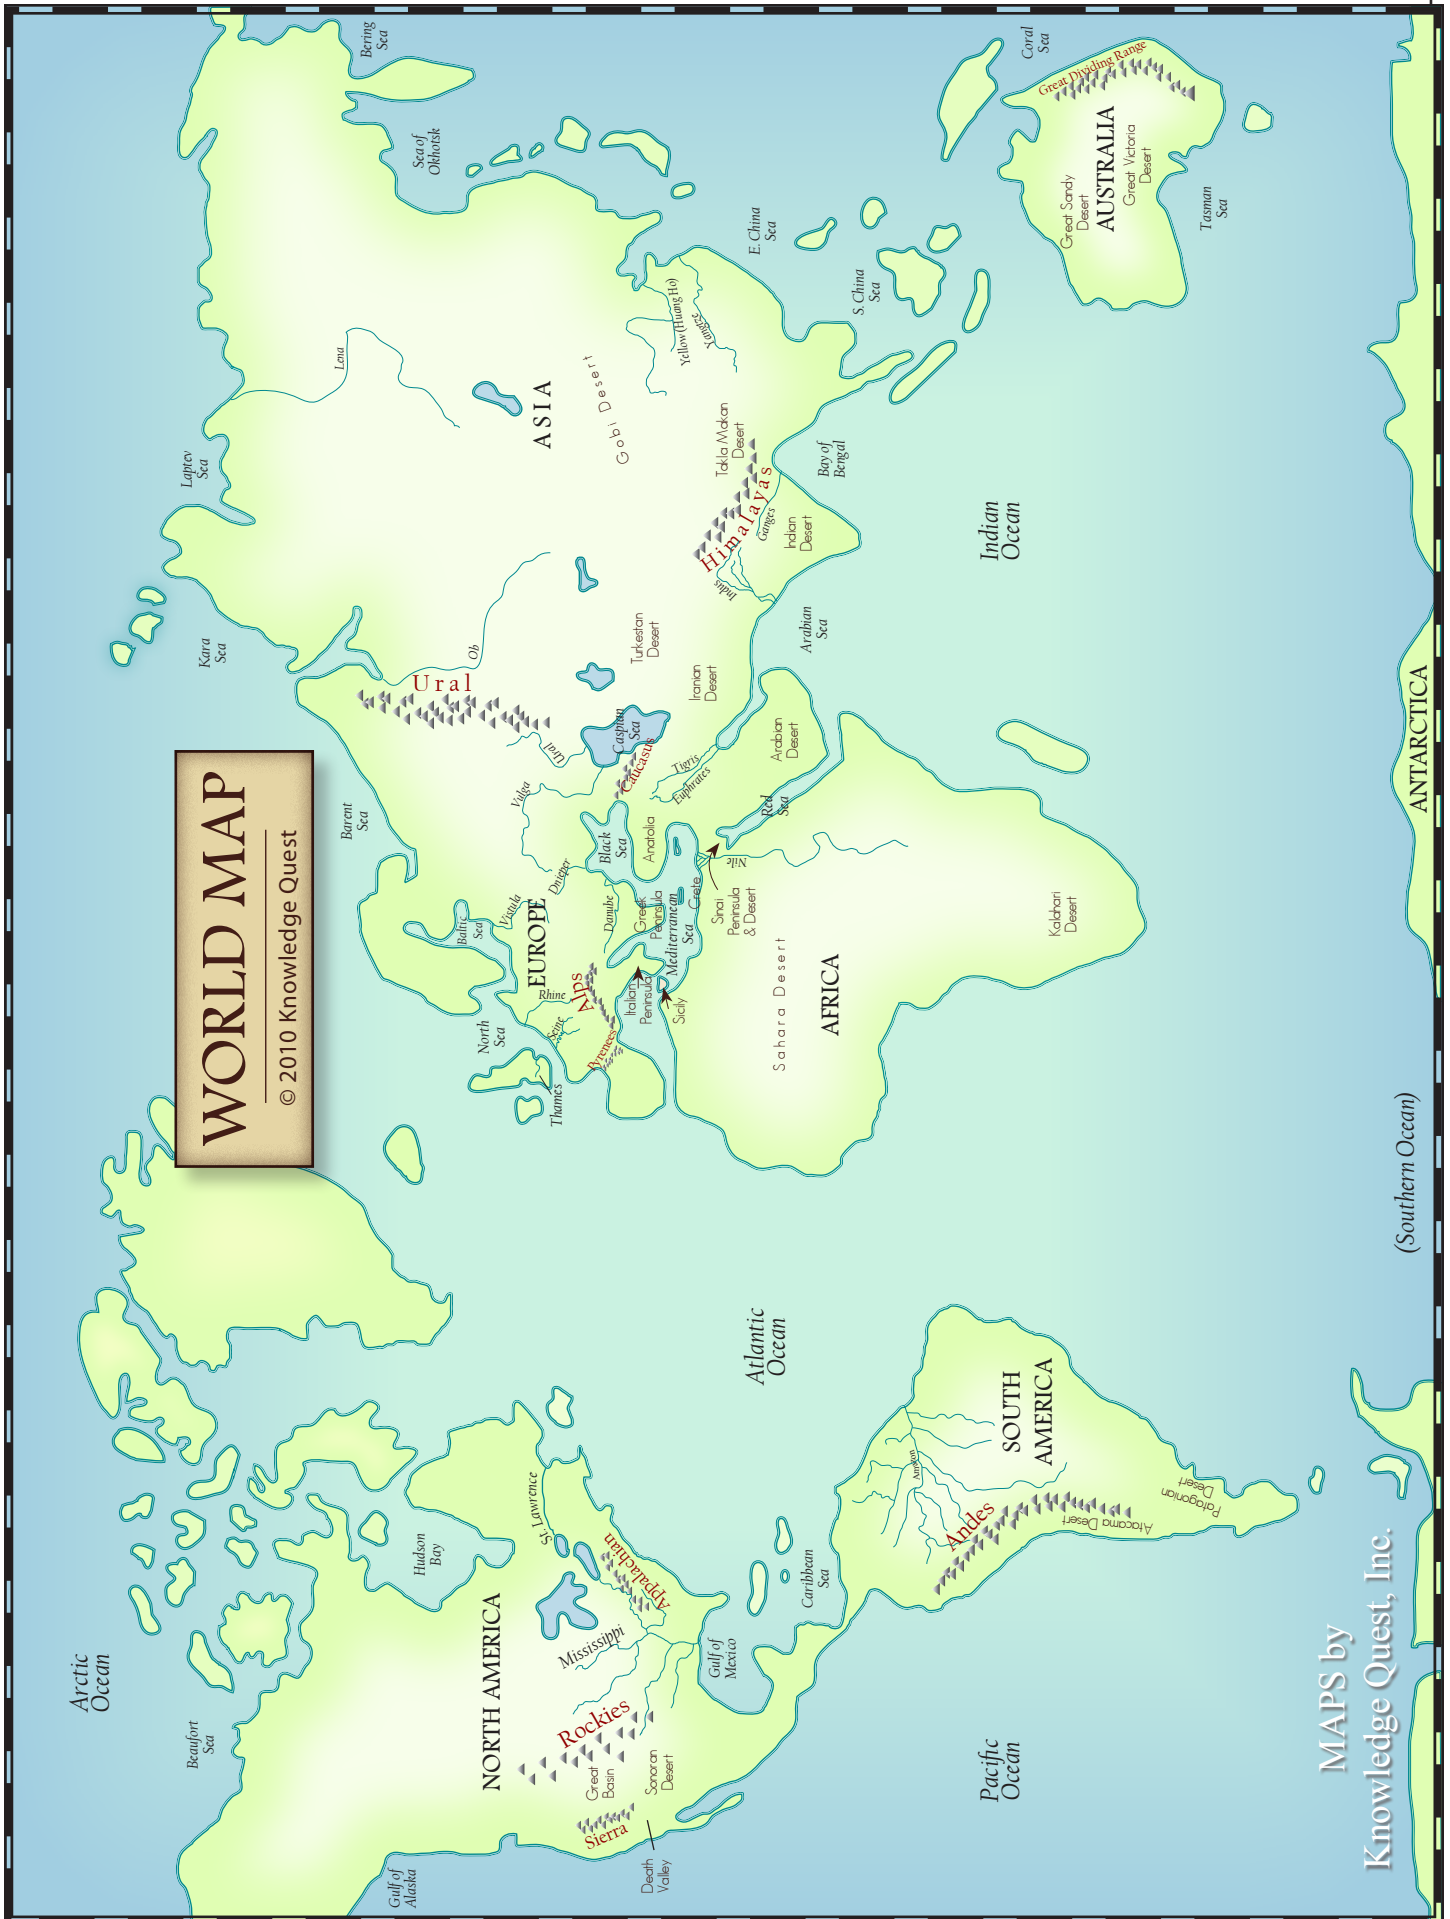 WORLD MAP
© 2010 Knowledge Quest
Arctic
Ocean
Beaufort
Sea
Gulf of
Alaska
Hudson
Bay
NORTH AMERICA
St. Lawrence
Appalachian
Mississippi
Rockies
Great
Basin
Sonoran
Desert
Sierra
Death
Valley
Gulf of
Mexico
Caribbean
Sea
Atlantic
Ocean
Pacific
Ocean
SOUTH
AMERICA
Amazon
Andes
Atacama Desert
Patagonian
Desert
Barent
Sea
Kara
Sea
Laptev
Sea
Bering
Sea
Sea of
Okhotsk
North
Sea
Baltic
Sea
Thames
Seine
Rhine
EUROPE
Vistula
Dnieper
Vulga
Ural
Ural
Ob
Lena
ASIA
Alps
Pyrenees
Danube
Black
Sea
Caspian
Sea
Caucasus
Anatolia
Greek
Peninsula
Italian
Peninsula
Sicily
Mediterranean
Sea
Crete
Sinai
Peninsula
& Desert
Nile
Red
Sea
Tigris
Euphrates
Turkestan
Desert
Iranian
Desert
Arabian
Desert
Arabian
Sea
Gobi Desert
Takla Makan
Desert
Himalayas
Indus
Ganges
Indian
Desert
Bay of
Bengal
Yellow (Huang Ho)
Yangtze
E. China
Sea
S. China
Sea
Sahara Desert
AFRICA
Kalahari
Desert
Indian
Ocean
Coral
Sea
Great Dividing Range
AUSTRALIA
Great Sandy
Desert
Great Victoria
Desert
Tasman
Sea
(Southern Ocean)
ANTARCTICA
MAPS by
Knowledge Quest, Inc.